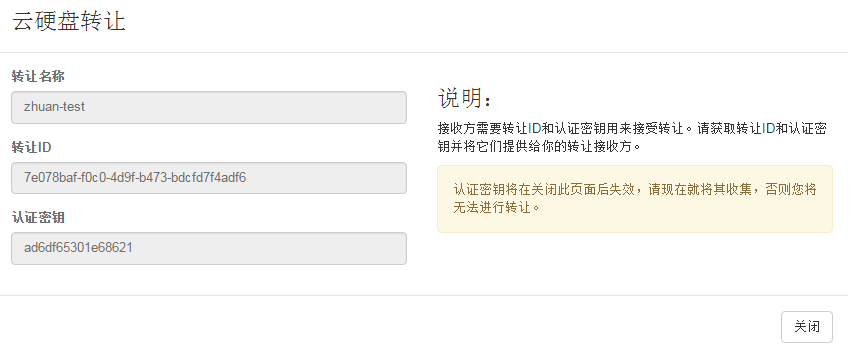 云硬盘转让
转让名称
zhuan-test
转让ID
7e078baf-f0c0-4d9f-b473-bdcfd7f4adf6
认证密钥
ad6df65301e68621
说明：
接收方需要转让ID和认证密钥用来接受转让。请获取转让ID和认证密
钥并将它们提供给你的转让接收方。
认证密钥将在关闭此页面后失效，请现在就将其收集，否则您将
无法进行转让。
关闭